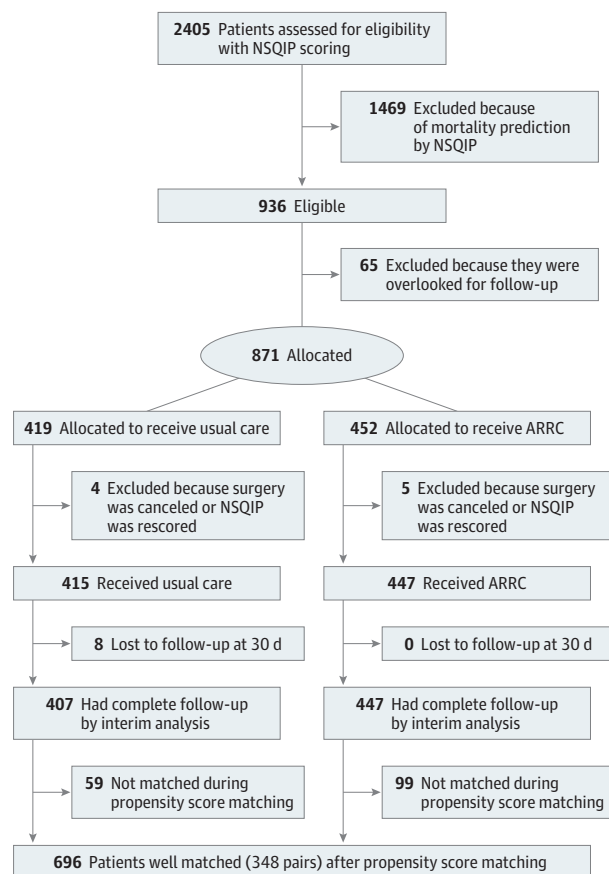 2405 Patients assessed for eligibility
with NSQIP scoring
1469 Excluded because
of mortality prediction
by NSQIP
936 Eligible
65 Excluded because they were
overlooked for follow-up
871 Allocated
419 Allocated to receive usual care
452 Allocated to receive ARRC
4 Excluded because surgery
was canceled or NSQIP
was rescored
5 Excluded because surgery
was canceled or NSQIP
was rescored
415 Received usual care
447 Received ARRC
8 Lost to follow-up at 30 d
0 Lost to follow-up at 30 d
407 Had complete follow-up
by interim analysis
447 Had complete follow-up
by interim analysis
59 Not matched during
propensity score matching
99 Not matched during
propensity score matching
696 Patients well matched (348 pairs) after propensity score matching